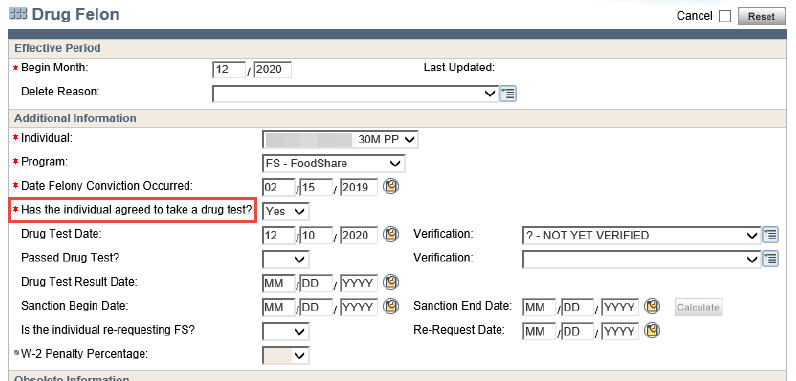 Drug Felon Cancel Reset
Effective Period
* Begin Month: 12 / 2020 Last Updated:
Delete Reason:
Additional Information
* Individual: 30M PP
* Program: FS - FoodShare
* Date Felony Conviction Occurred: 02 / 15 / 2019
* Has the individual agreed to take a drug test? Yes
Drug Test Date: 12 / 10 / 2020 Verification: ? - NOT YET VERIFIED
Passed Drug Test? Verification:
Drug Test Result Date: MM / DD / YYYY
Sanction Begin Date: MM / DD / YYYY Sanction End Date: MM / DD / YYYY Calculate
Is the individual re-requesting FS? Re-Request Date: MM / DD / YYYY
W-2 Penalty Percentage:
Obsolete Information